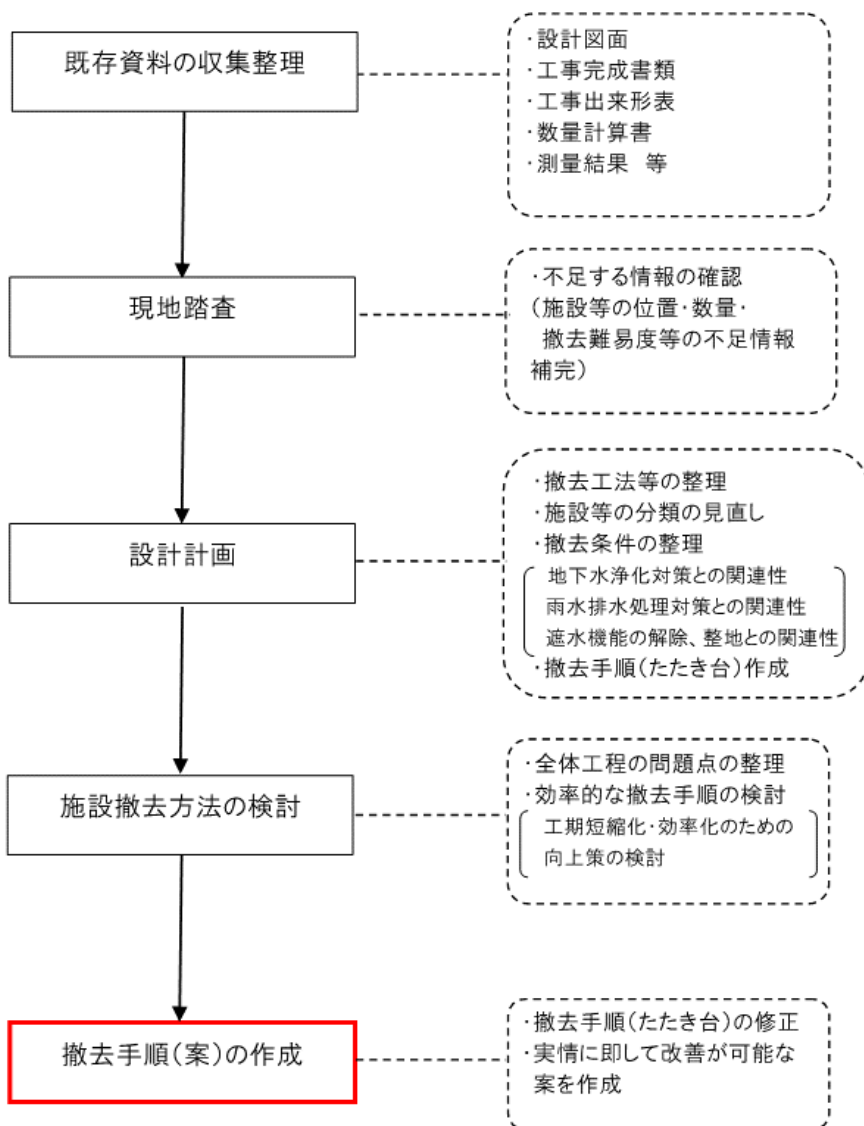 既存資料の収集整理
・設計図面
・工事完成書類
・工事出来形表
・数量計算書
・測量結果　等
現地踏査
・不足する情報の確認
（施設等の位置・数量・
撤去難易度等の不足情報
補完）
設計計画
・撤去工法等の整理
・施設等の分類の見直し
・撤去条件の整理
地下水浄化対策との関連性
雨水排水処理対策との関連性
遮水機能の解除、整地との関連性
・撤去手順（たたき台）作成
施設撤去方法の検討
・全体工程の問題点の整理
・効率的な撤去手順の検討
工期短縮化・効率化のための
向上策の検討
撤去手順（案）の作成
・撤去手順（たたき台）の修正
・実情に即して改善が可能な
案を作成